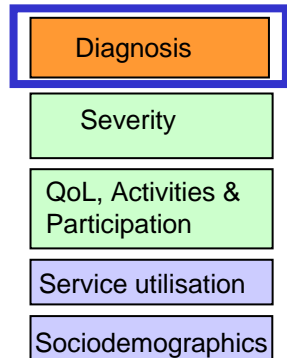 Diagnosis
Severity
QoL, Activities &
Participation
Service utilisation
Sociodemographics